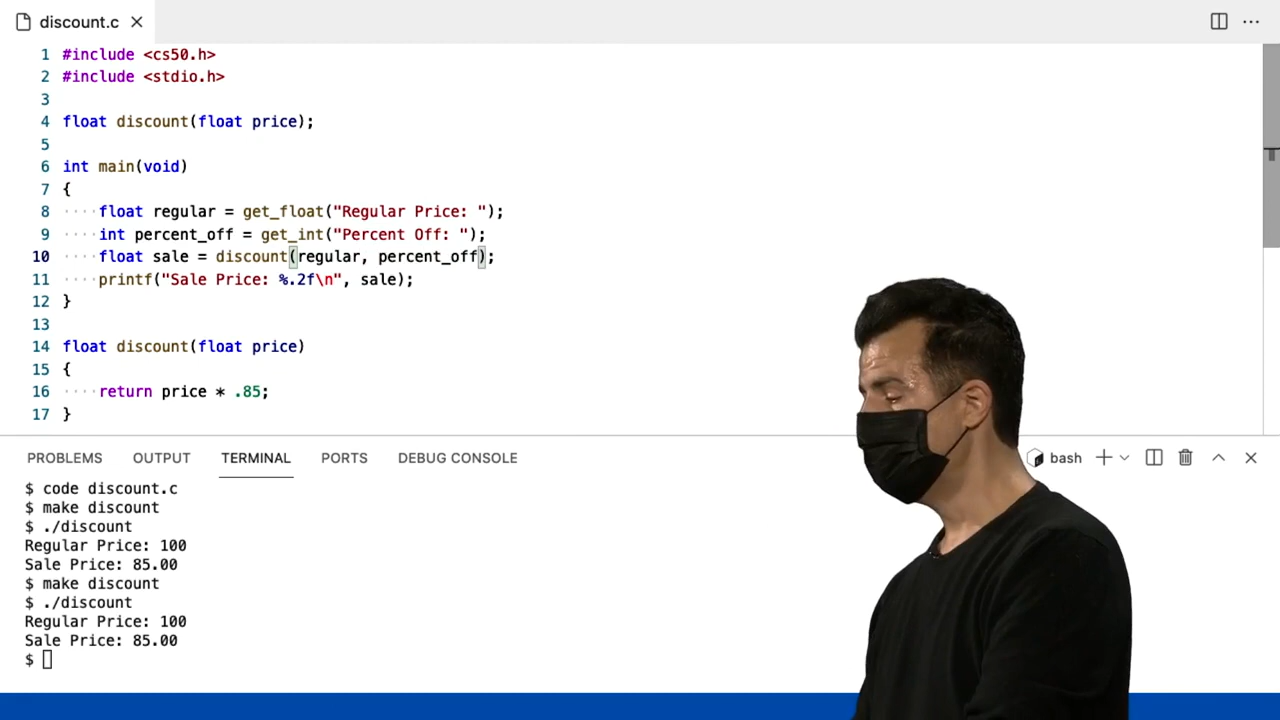 discount.c
1 #include <cs50.h>
2 #include <stdio.h>
3
4 float discount(float price);
5
6 int main(void)
7 {
8 ····float regular = get_float("Regular Price: ");
9 ····int percent_off = get_int("Percent Off: ");
10 ····float sale = discount(regular, percent_off);
11 ····printf("Sale Price: %.2f\n", sale);
12 }
13
14 float discount(float price)
15 {
16 ····return price * .85;
17 }
PROBLEMS OUTPUT TERMINAL PORTS DEBUG CONSOLE bash
$ code discount.c
$ make discount
$ ./discount
Regular Price: 100
Sale Price: 85.00
$ make discount
$ ./discount
Regular Price: 100
Sale Price: 85.00
$